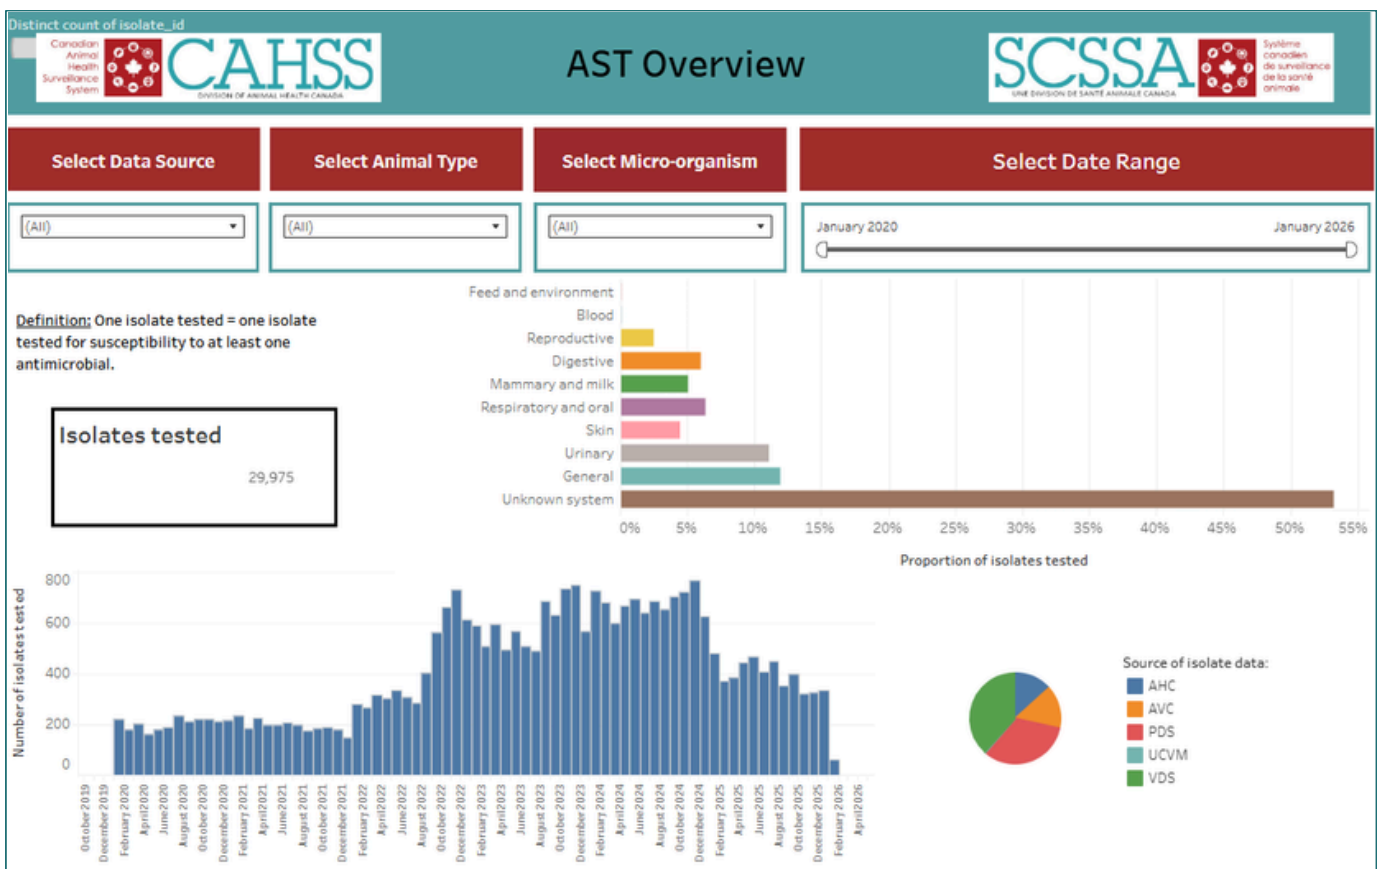 Distinct count of isolate_id
Canadian
Animal
Health
Surveillance
System
CAHSS
DIVISION OF ANIMAL HEALTH CANADA
AST Overview
SCSSA
UNE DIVISION DE SANTÉ ANIMALE CANADA
Système
canadien
de surveillance
de la santé
animale
Select Data Source
Select Animal Type
Select Micro-organism
Select Date Range
(All)
(All)
(All)
January 2020
January 2026
Definition: One isolate tested = one isolate
tested for susceptibility to at least one
antimicrobial.
Isolates tested
29,975
Feed and environment
Blood
Reproductive
Digestive
Mammary and milk
Respiratory and oral
Skin
Urinary
General
Unknown system
0% 5% 10% 15% 20% 25% 30% 35% 40% 45% 50% 55%
Proportion of isolates tested
Number of isolates tested
800
600
400
200
0
October 2019
December 2019
February 2020
April 2020
June 2020
August 2020
October 2020
December 2020
February 2021
April 2021
June 2021
August 2021
October 2021
December 2021
February 2022
April 2022
June 2022
August 2022
October 2022
December 2022
February 2023
April 2023
June 2023
August 2023
October 2023
December 2023
February 2024
April 2024
June 2024
August 2024
October 2024
December 2024
February 2025
April 2025
June 2025
August 2025
October 2025
December 2025
February 2026
April 2026
Source of isolate data:
AHC
AVC
PDS
UCVM
VDS